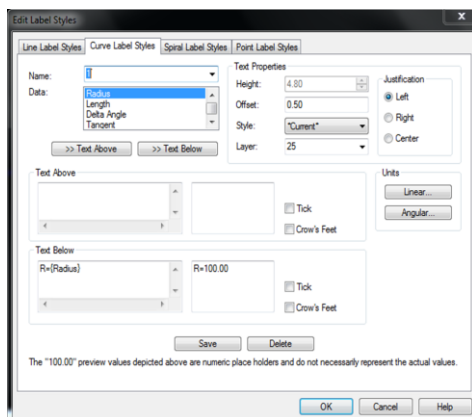 Edit Label Styles
x
Line Label Styles Curve Label Styles Spiral Label Styles Point Label Styles
Name:
Data:
Radius
Length
Delta Angle
Tangent
>> Text Above >> Text Below
Text Properties
Height: 4.80
Offset: 0.50
Style: *Current*
Layer: 25
Justification
Left
Right
Center
Text Above
Tick
Crow's Feet
Units
Linear...
Angular...
Text Below
R={Radius} R=100.00
Tick
Crow's Feet
Save Delete
The "100.00" preview values depicted above are numeric place holders and do not necessarily represent the actual values.
OK Cancel Help